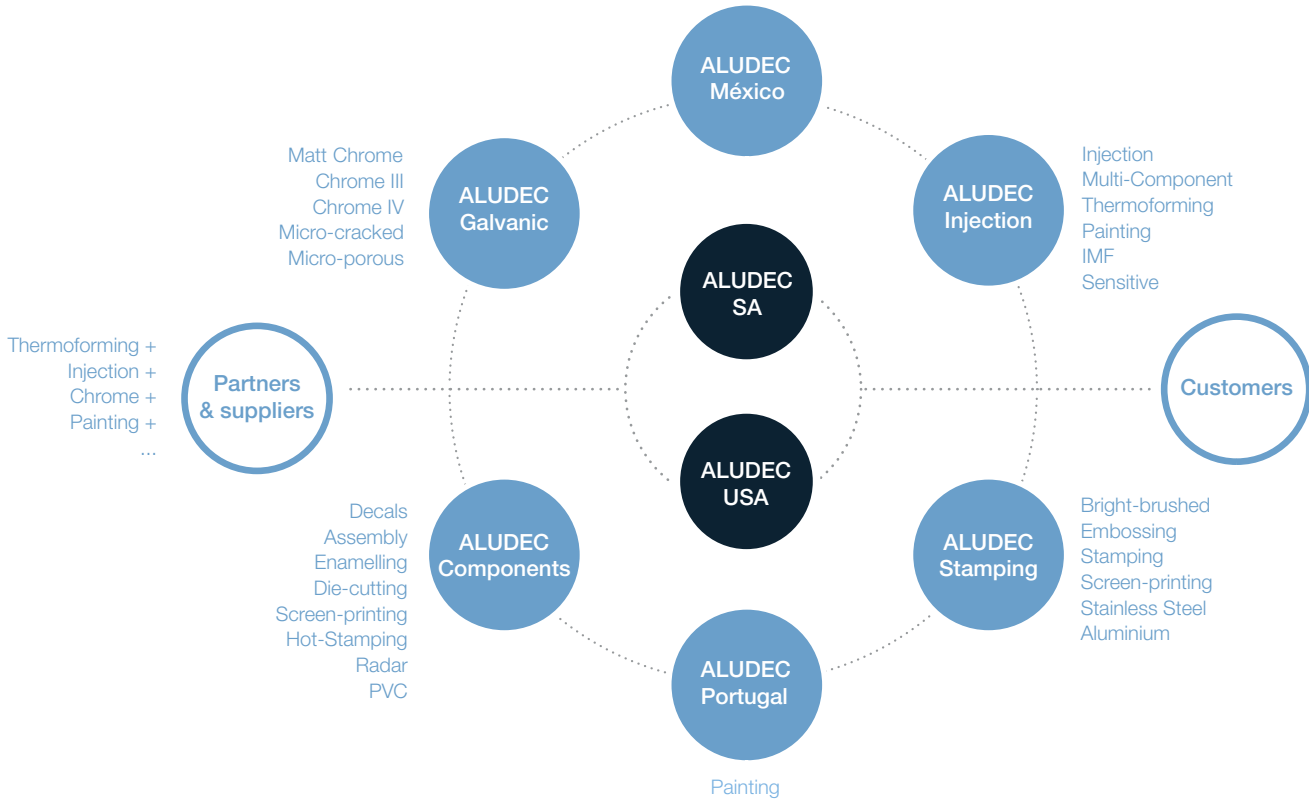 ALUDEC
México
Matt Chrome
Chrome III
Chrome IV
Micro-cracked
Micro-porous
ALUDEC
Galvanic
ALUDEC
Injection
Injection
Multi-Component
Thermoforming
Painting
IMF
Sensitive
ALUDEC
SA
Thermoforming +
Injection +
Chrome +
Painting +
...
Partners
& suppliers
Customers
ALUDEC
USA
Decals
Assembly
Enamelling
Die-cutting
Screen-printing
Hot-Stamping
Radar
PVC
ALUDEC
Components
ALUDEC
Stamping
Bright-brushed
Embossing
Stamping
Screen-printing
Stainless Steel
Aluminium
ALUDEC
Portugal
Painting